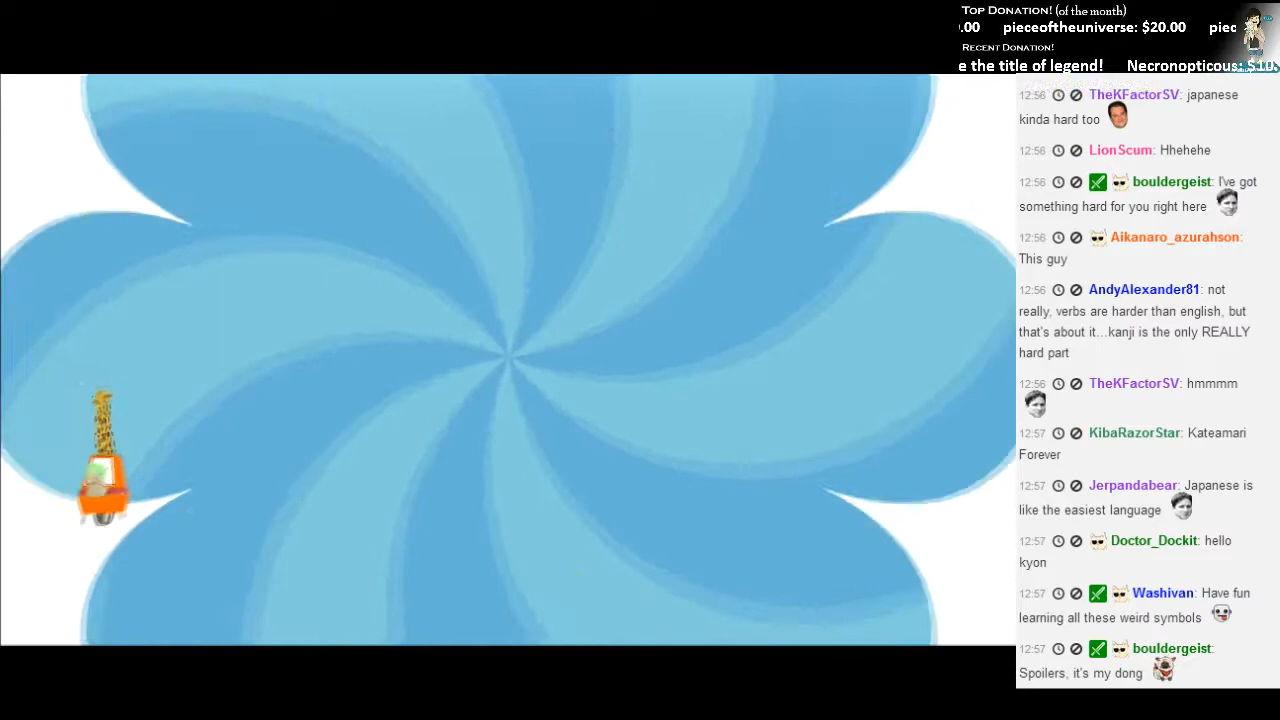 Top Donation! (of the month)
.00 pieceoftheuniverse: $20.00 piec
Recent Donation!
e the title of legend! Necronopticous: $10.
12:56 TheKFactorSV: japanese
kinda hard too
12:56 LionScum: Hhehehe
12:56 bouldergeist: I've got
something hard for you right here
12:56 Aikanaro_azurahson:
This guy
12:56 AndyAlexander81: not
really, verbs are harder than english, but
that's about it...kanji is the only REALLY
hard part
12:56 TheKFactorSV: hmmmm
12:57 KibaRazorStar: Kateamari
Forever
12:57 Jerpandabear: Japanese is
like the easiest language
12:57 Doctor_Dockit: hello
kyon
12:57 Washivan: Have fun
learning all these weird symbols
12:57 bouldergeist:
Spoilers, it's my dong